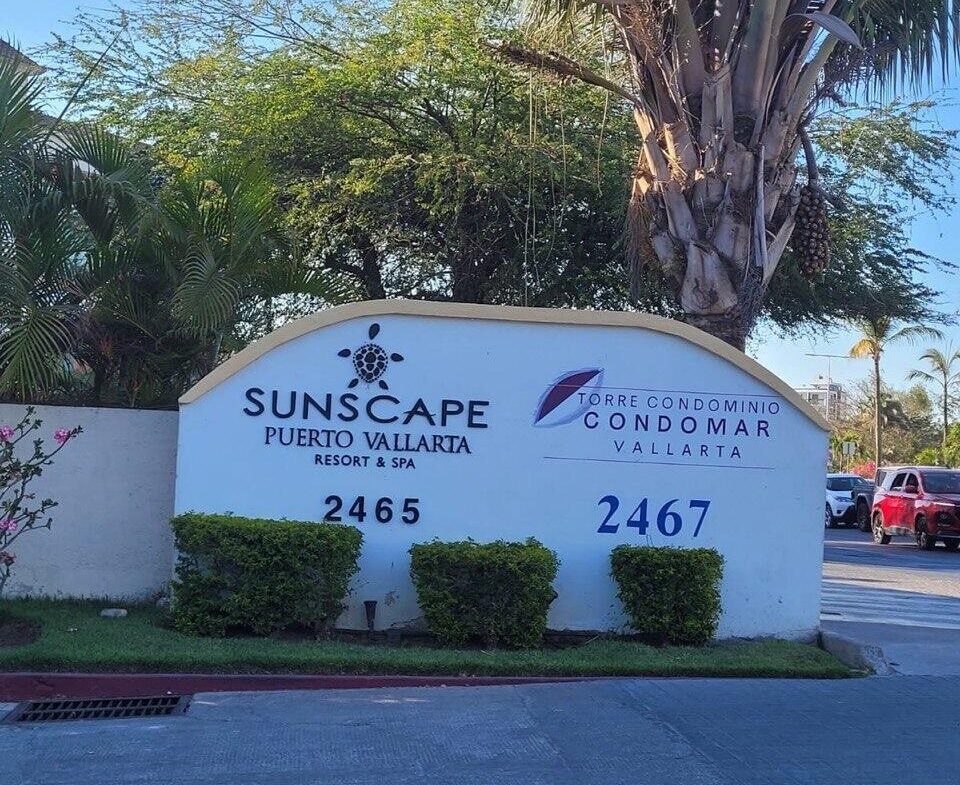 SUNSCAPE
PUERTO VALLARTA
RESORT & SPA
2465
TORRE CONDOMINIO
CONDOMAR
VALLARTA
2467